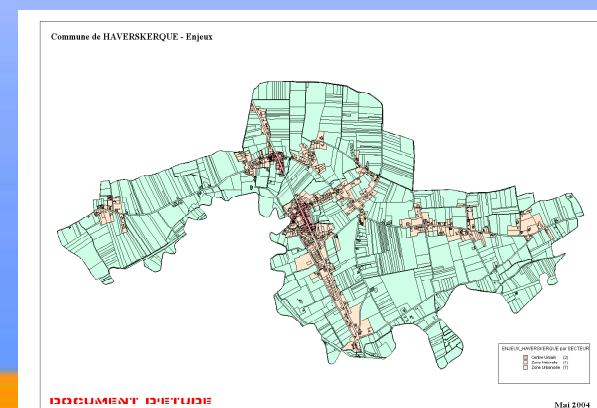 Commune de HAVERSKERQUE - Enjeux
ENJEUX_HAVERSKERQUE par SECTEUR
Centre Urbain (2)
Zone Naturelle (1)
Zone Urbanisée (7)
DOCUMENT D'ETUDE
Mai 2004